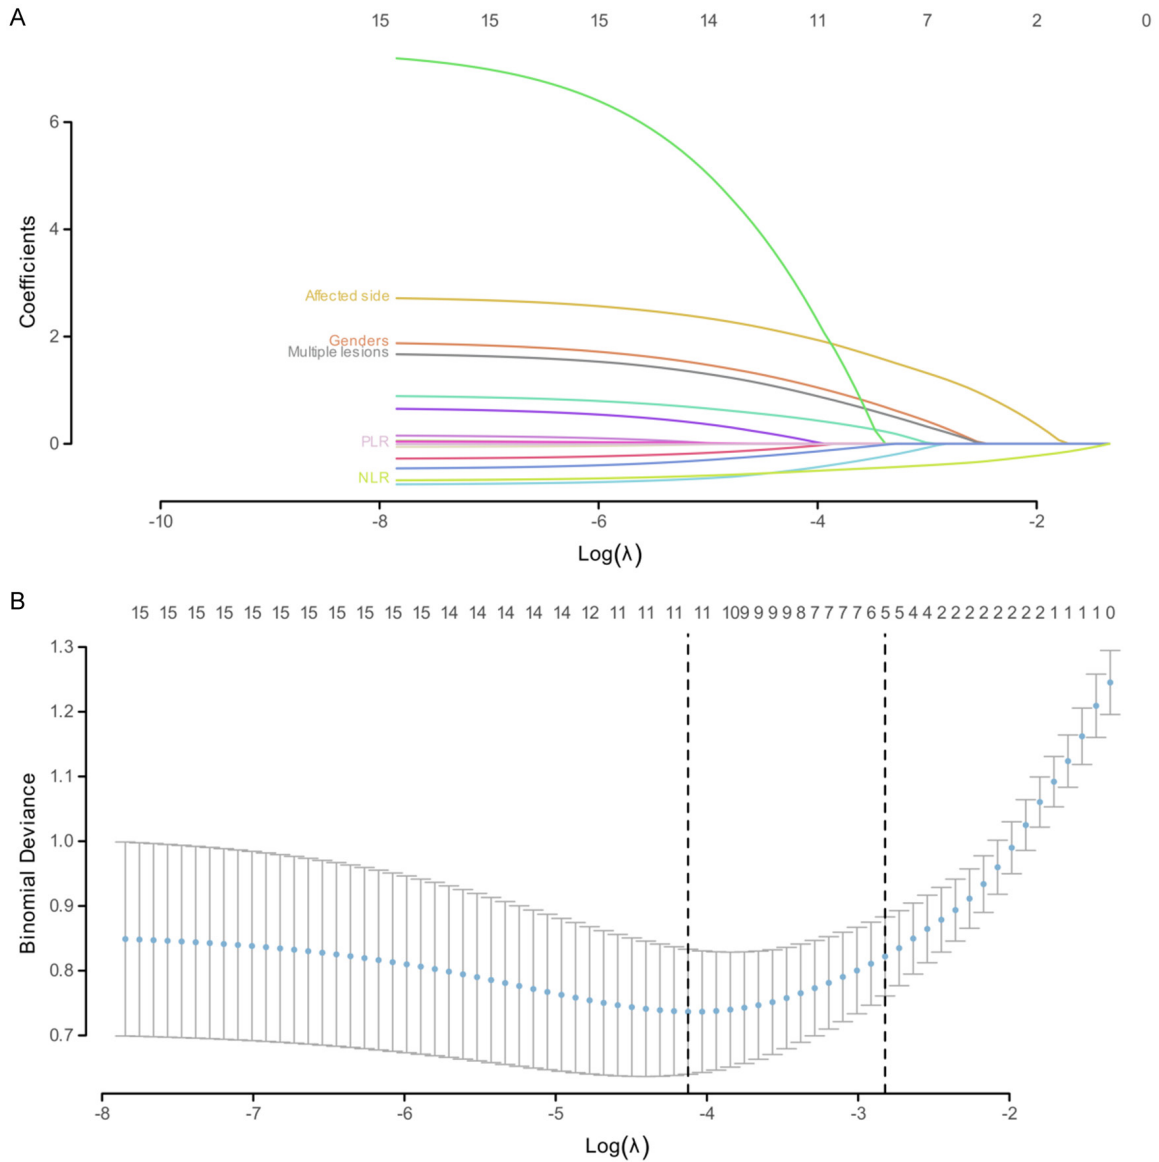 A
15 15 15 14 11 7 2 0
6
4
2
0
Coefficients
Affected side
Genders
Multiple lesions
PLR
NLR
-10 -8 -6 -4 -2
Log(λ)
B
15 15 15 15 15 15 15 15 15 15 15 14 14 14 14 14 12 11 11 11 11 109 9 9 9 8 7 7 7 7 6 5 5 4 4 2 2 2 2 2 2 2 2 1 1 1 1 0
1.3
1.2
1.1
1.0
0.9
0.8
0.7
Binomial Deviance
-8 -7 -6 -5 -4 -3 -2
Log(λ)